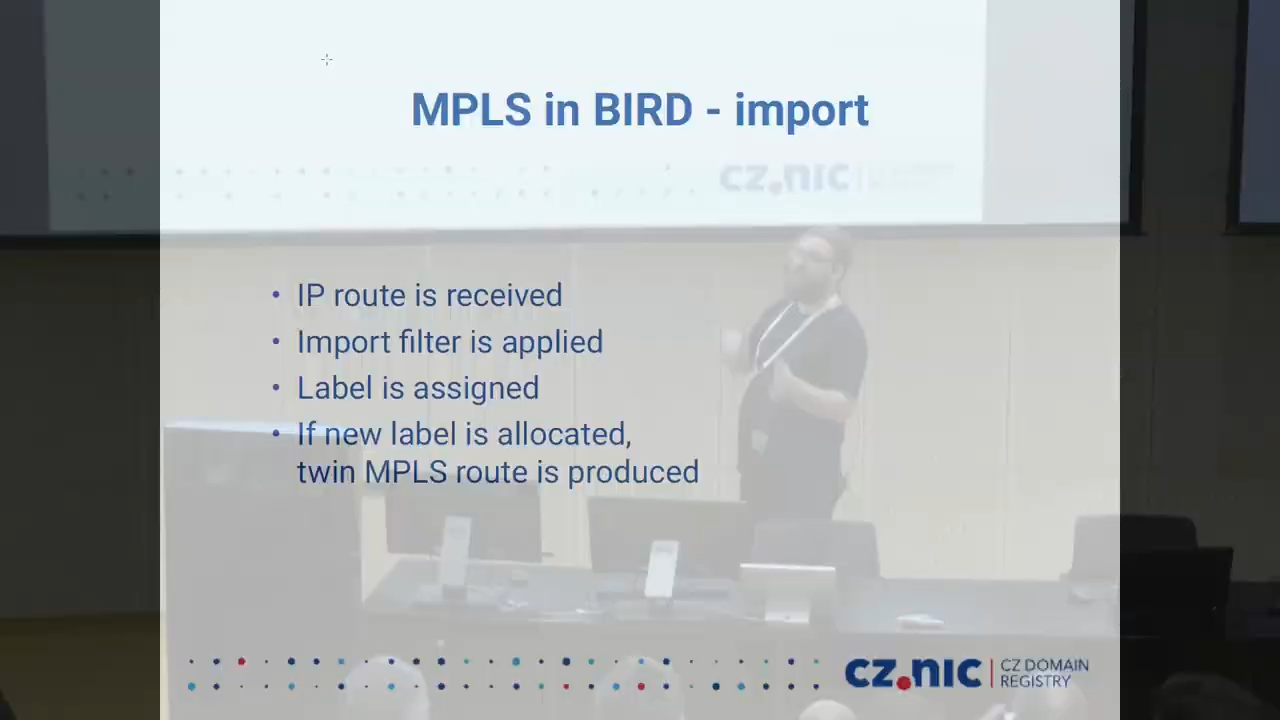 MPLS in BIRD - import
cz.nic
• IP route is received
• Import filter is applied
• Label is assigned
• If new label is allocated,
twin MPLS route is produced
cz.nic | CZ DOMAIN
REGISTRY